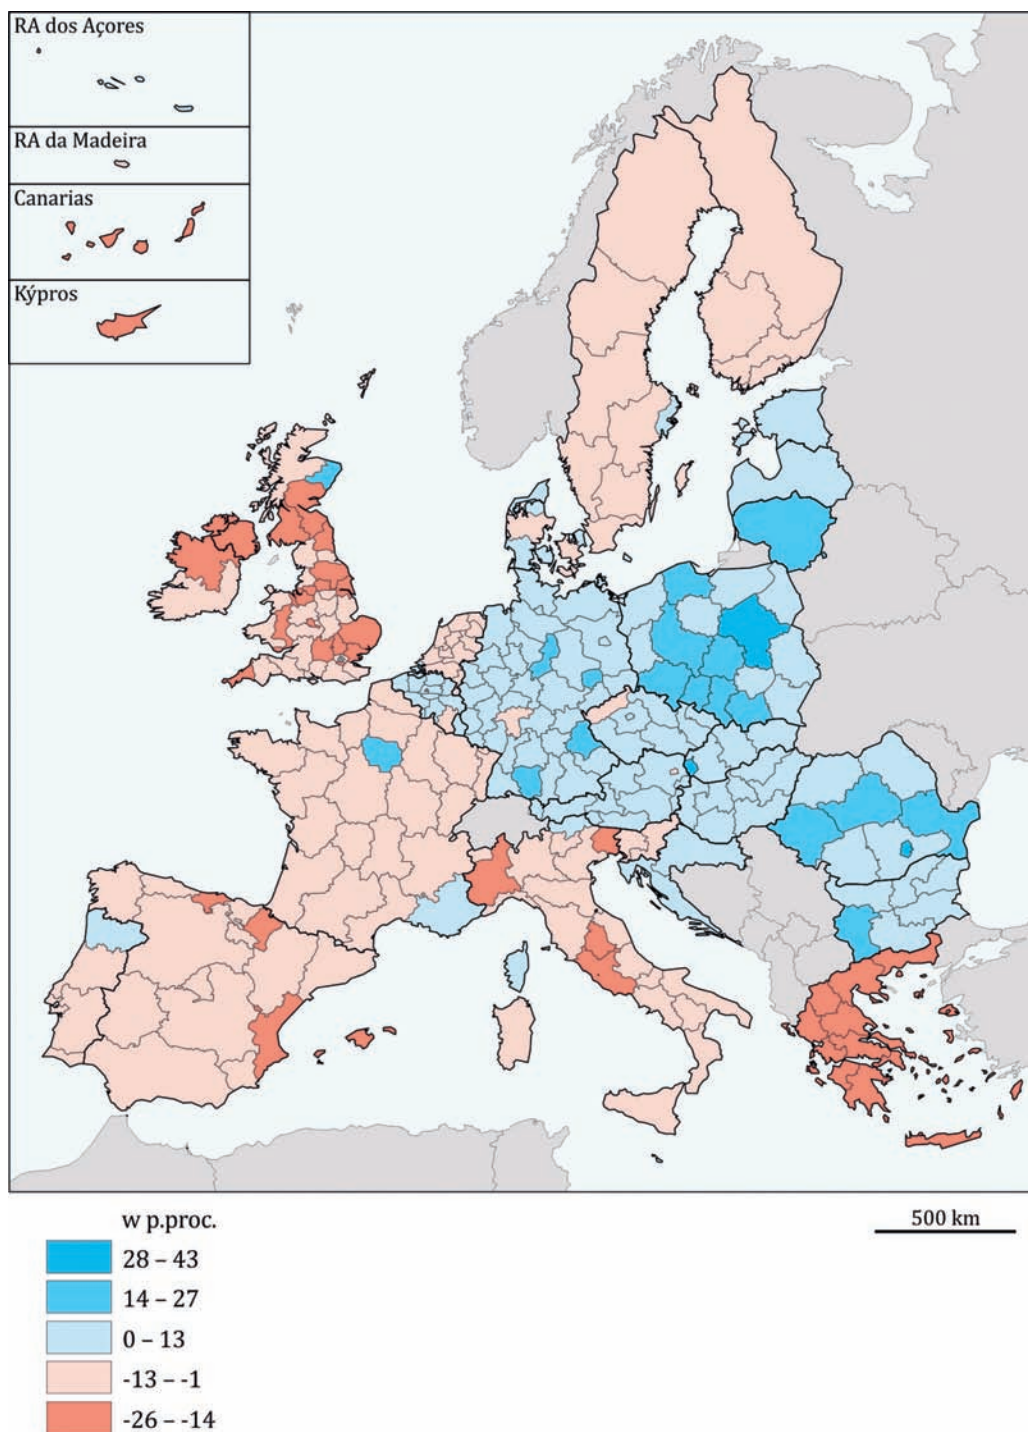 RA dos Açores
RA da Madeira
Canarias
Kýpros
w p.proc.
500 km
28 – 43
14 – 27
0 – 13
-13 – -1
-26 – -14